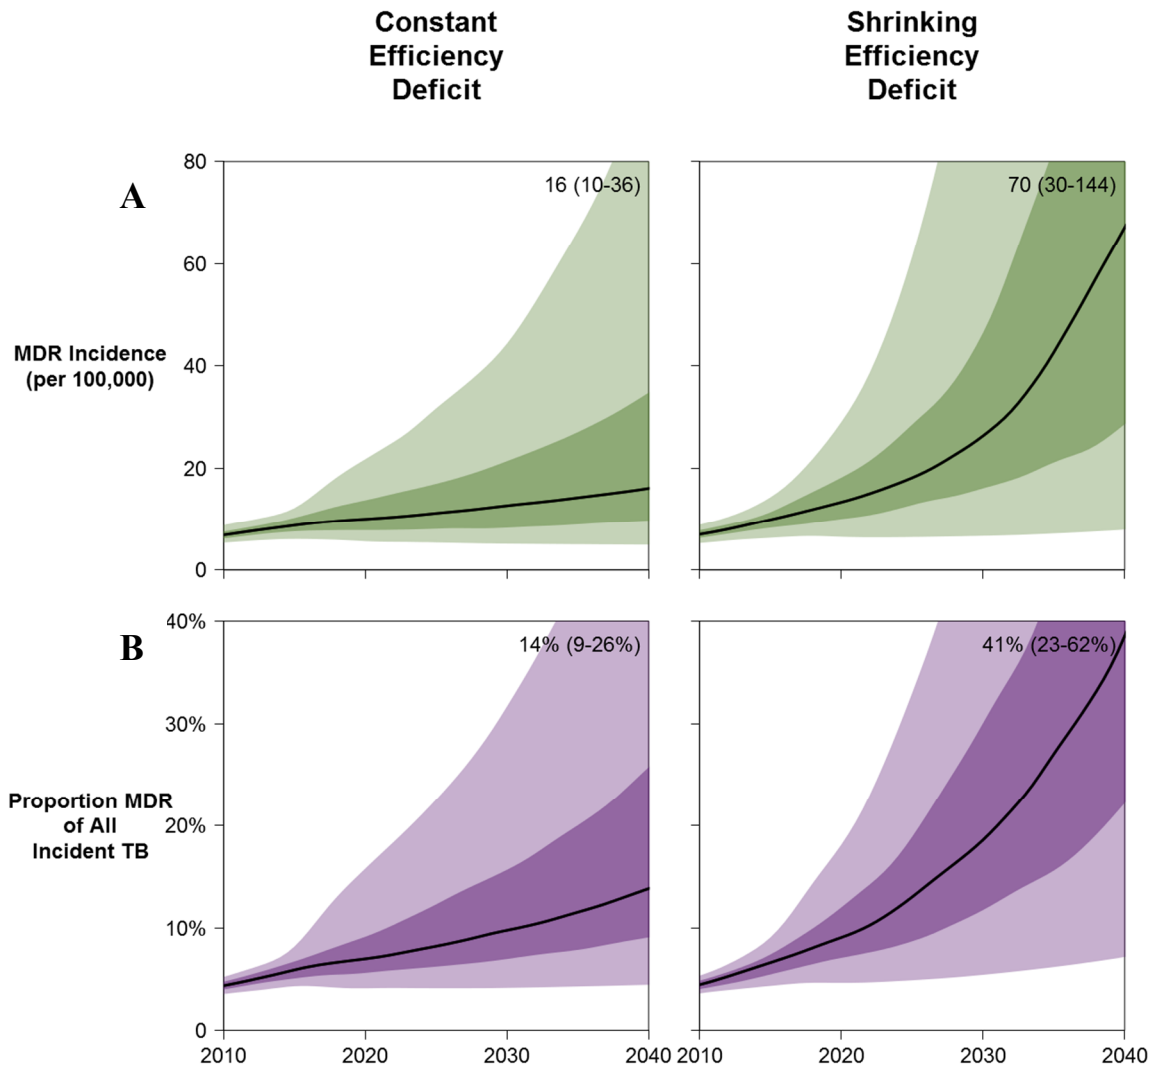 Constant
Efficiency
Deficit
Shrinking
Efficiency
Deficit
A
MDR Incidence
(per 100,000)
80
60
40
20
0
16 (10-36)
70 (30-144)
B
Proportion MDR
of All
Incident TB
40%
30%
20%
10%
0
14% (9-26%)
41% (23-62%)
2010 2020 2030 2040 2010 2020 2030 2040